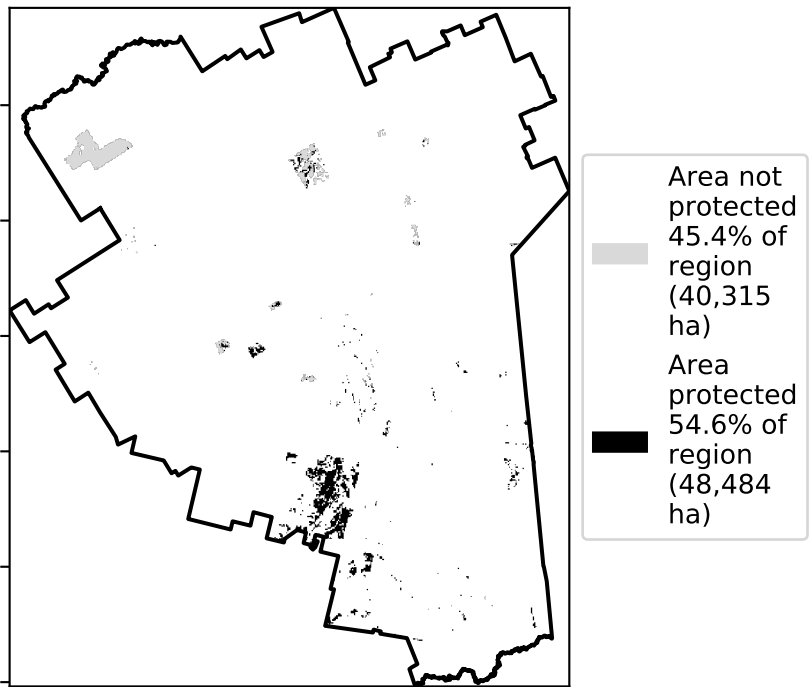 Area not
protected
45.4% of
region
(40,315
ha)
Area
protected
54.6% of
region
(48,484
ha)